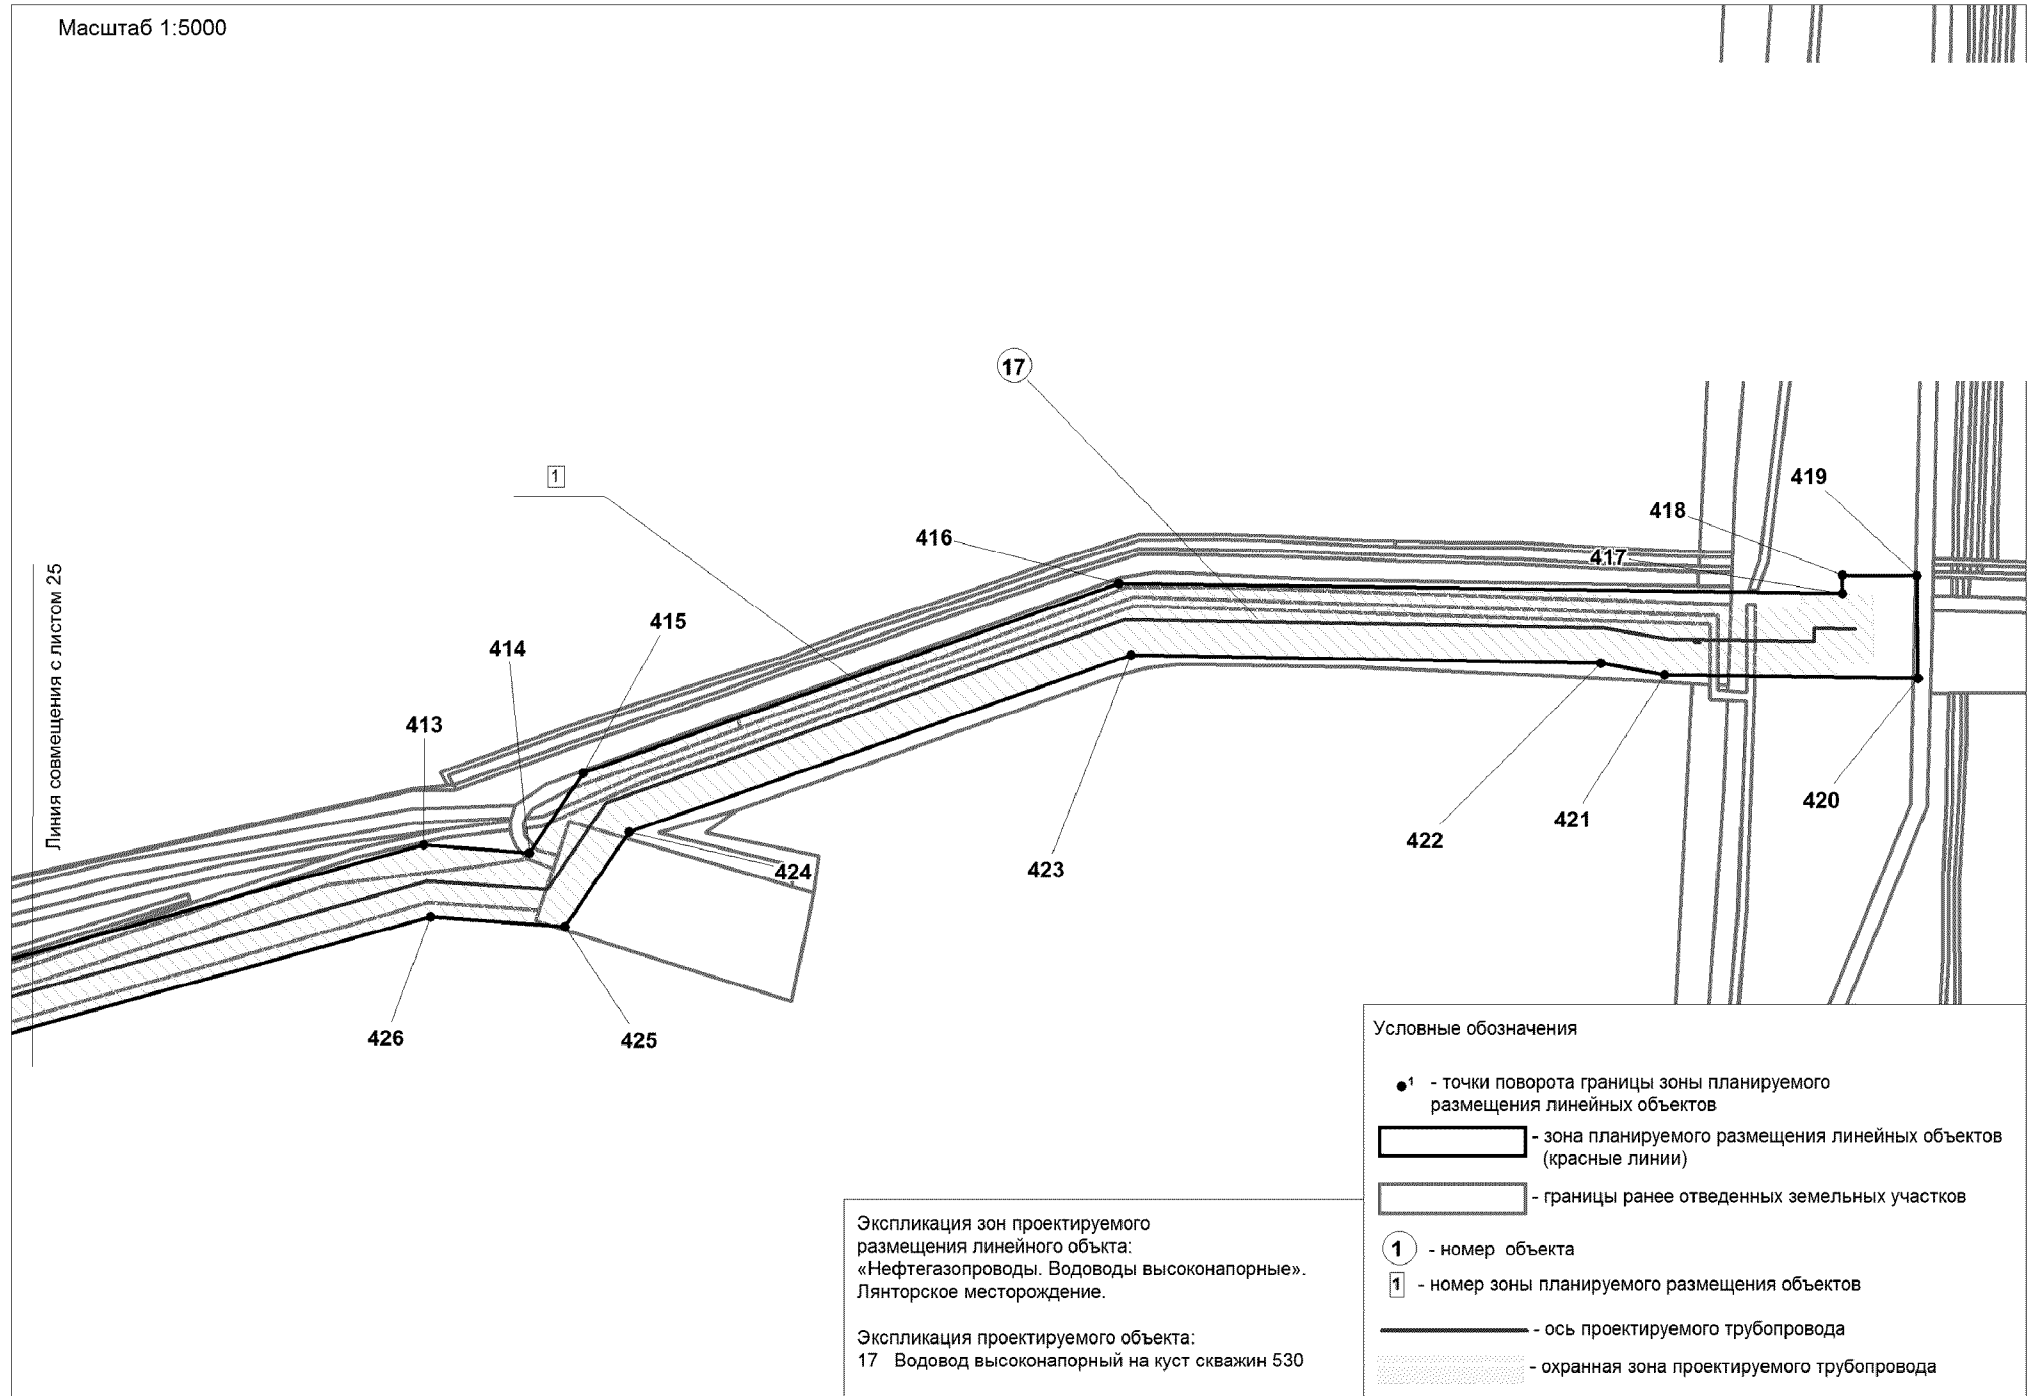 Масштаб 1:5000
17
1
419
418
416
417
Линия совмещения с листом 25
415
414
413
420
421
422
423
424
426
425
Условные обозначения
1 - точки поворота границы зоны планируемого
размещения линейных объектов
- зона планируемого размещения линейных объектов
(красные линии)
- границы ранее отведенных земельных участков
1 - номер объекта
1 - номер зоны планируемого размещения объектов
- ось проектируемого трубопровода
- охранная зона проектируемого трубопровода
Экспликация зон проектируемого
размещения линейного объкта:
«Нефтегазопроводы. Водоводы высоконапорные».
Лянторское месторождение.
Экспликация проектируемого объекта:
17 Водовод высоконапорный на куст скважин 530